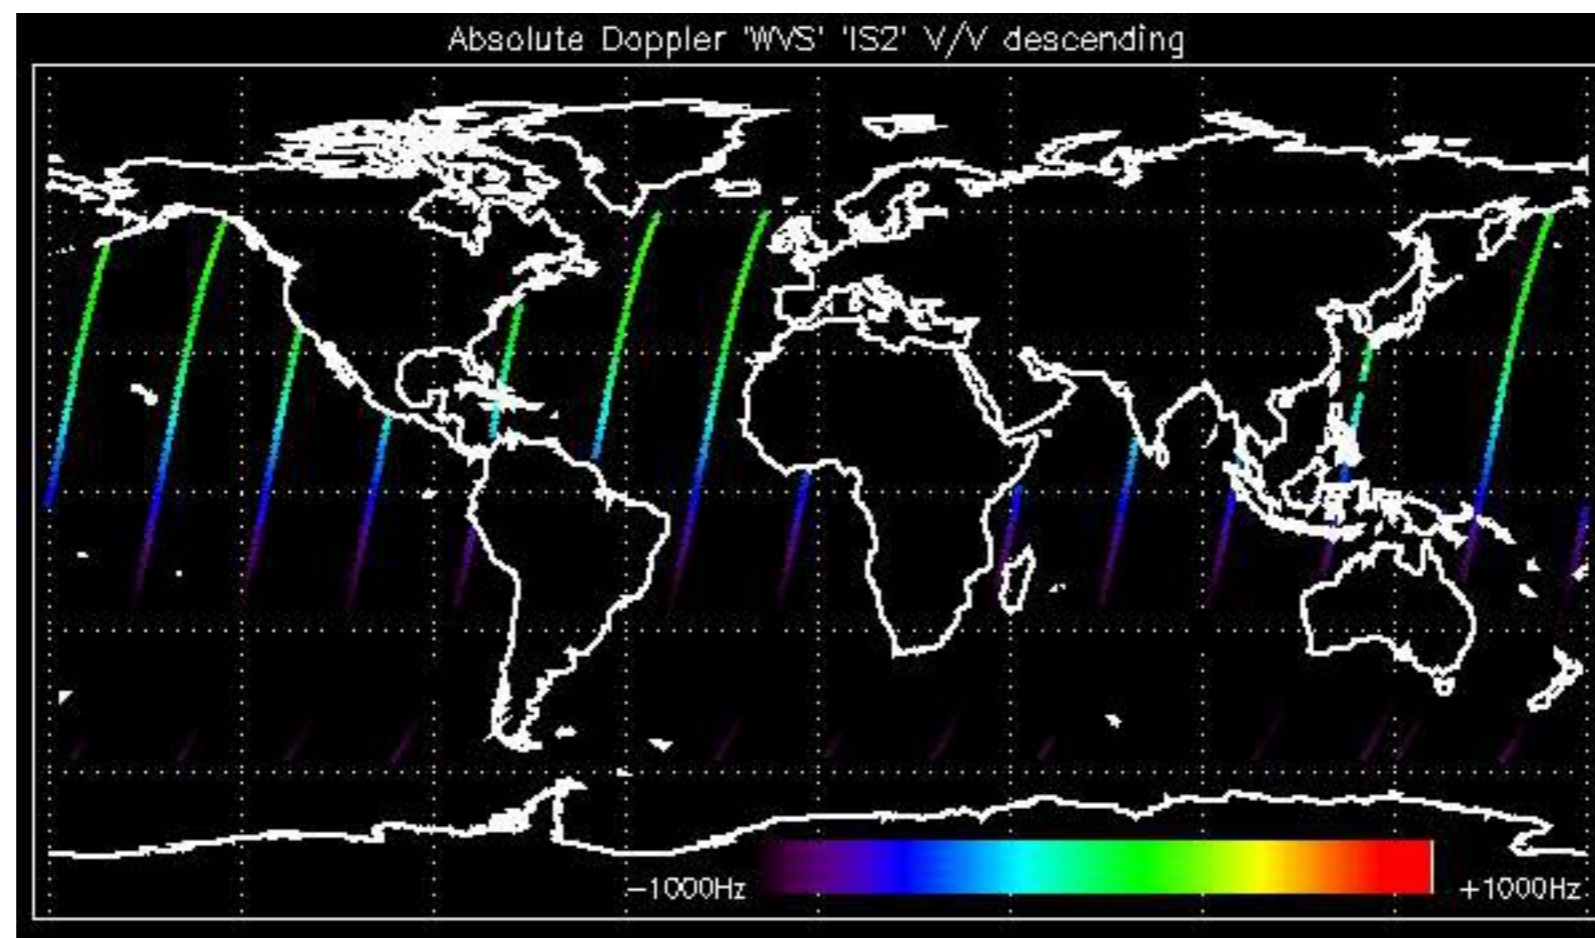 Absolute Doppler 'WVS' 'IS2' V/V descending
−1000Hz +1000Hz